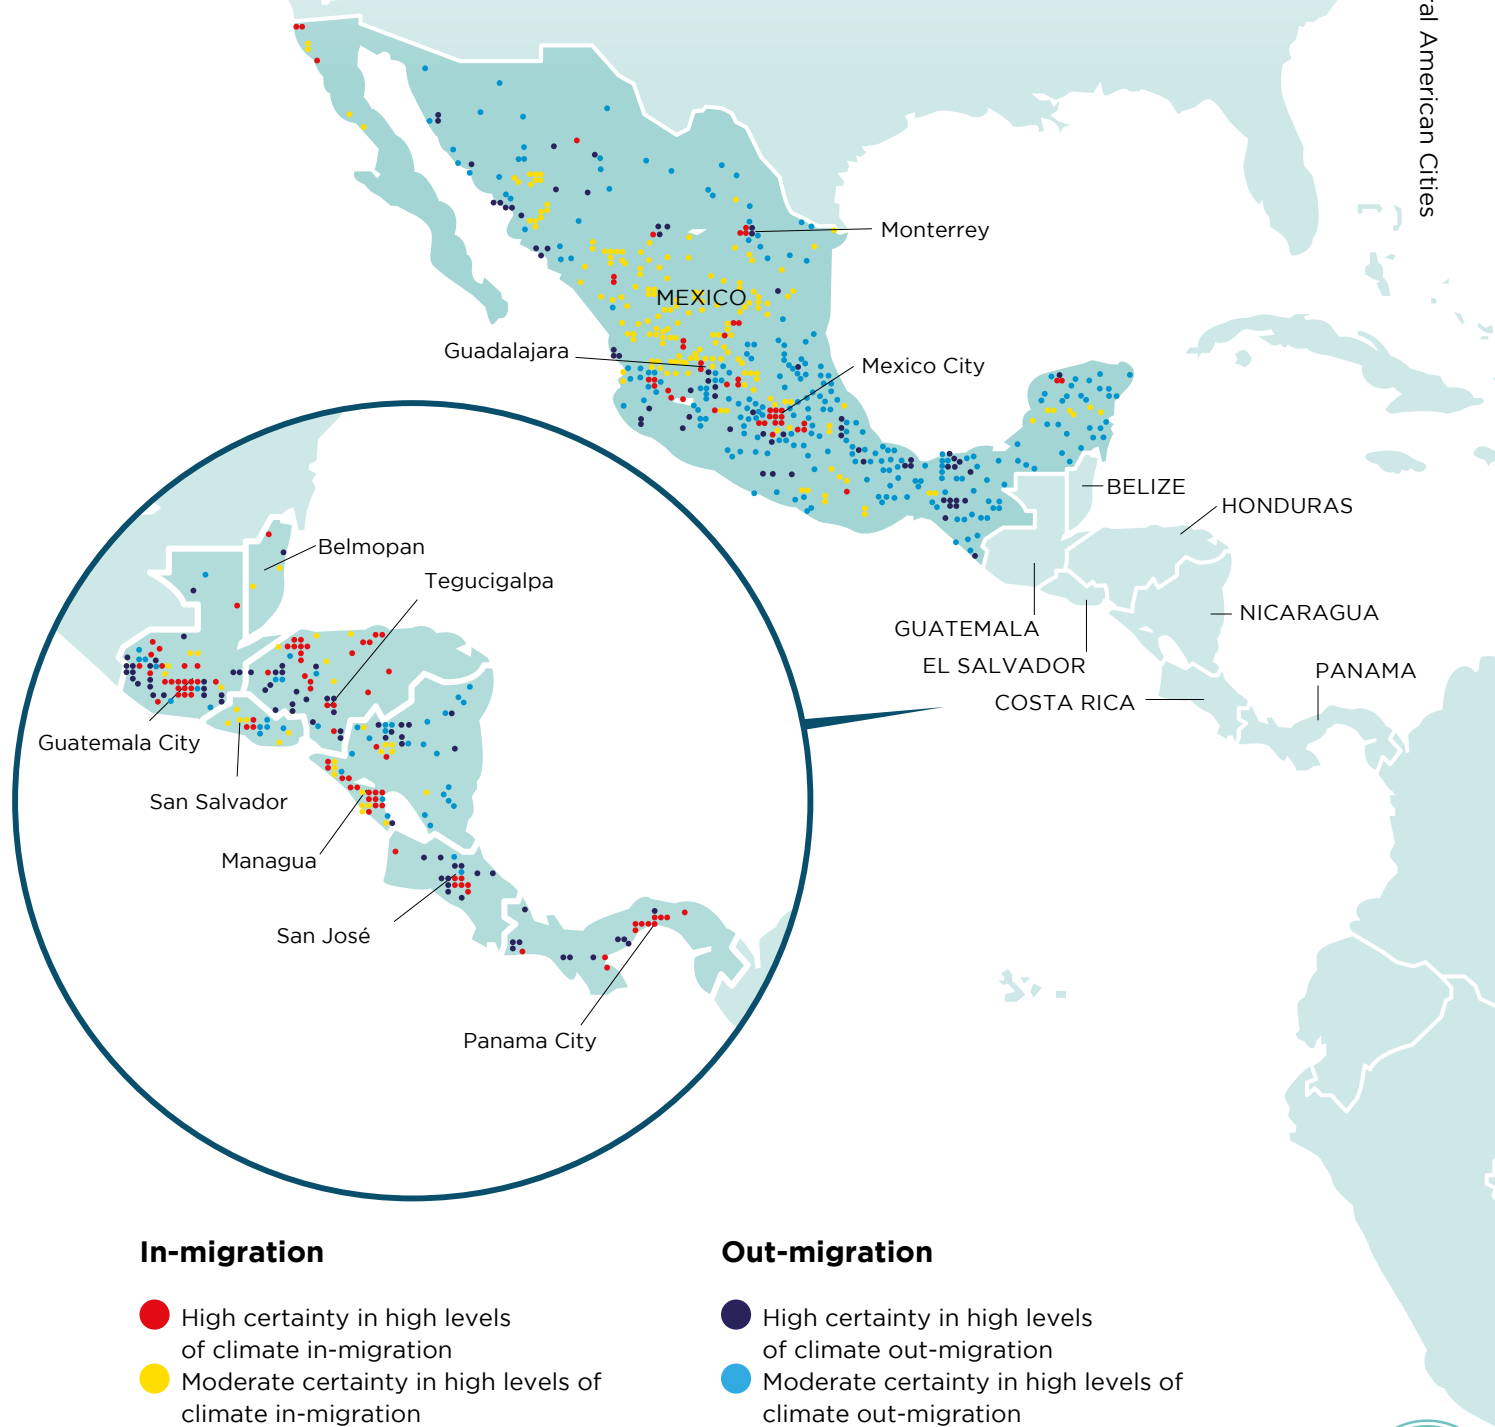 ral American Cities
Monterrey
MEXICO
Guadalajara
Mexico City
BELIZE
HONDURAS
Belmopan
Tegucigalpa
NICARAGUA
GUATEMALA
EL SALVADOR
PANAMA
COSTA RICA
Guatemala City
San Salvador
Managua
San José
Panama City
In-migration
High certainty in high levels
of climate in-migration
Moderate certainty in high levels of
climate in-migration
Out-migration
High certainty in high levels
of climate out-migration
Moderate certainty in high levels of
climate out-migration